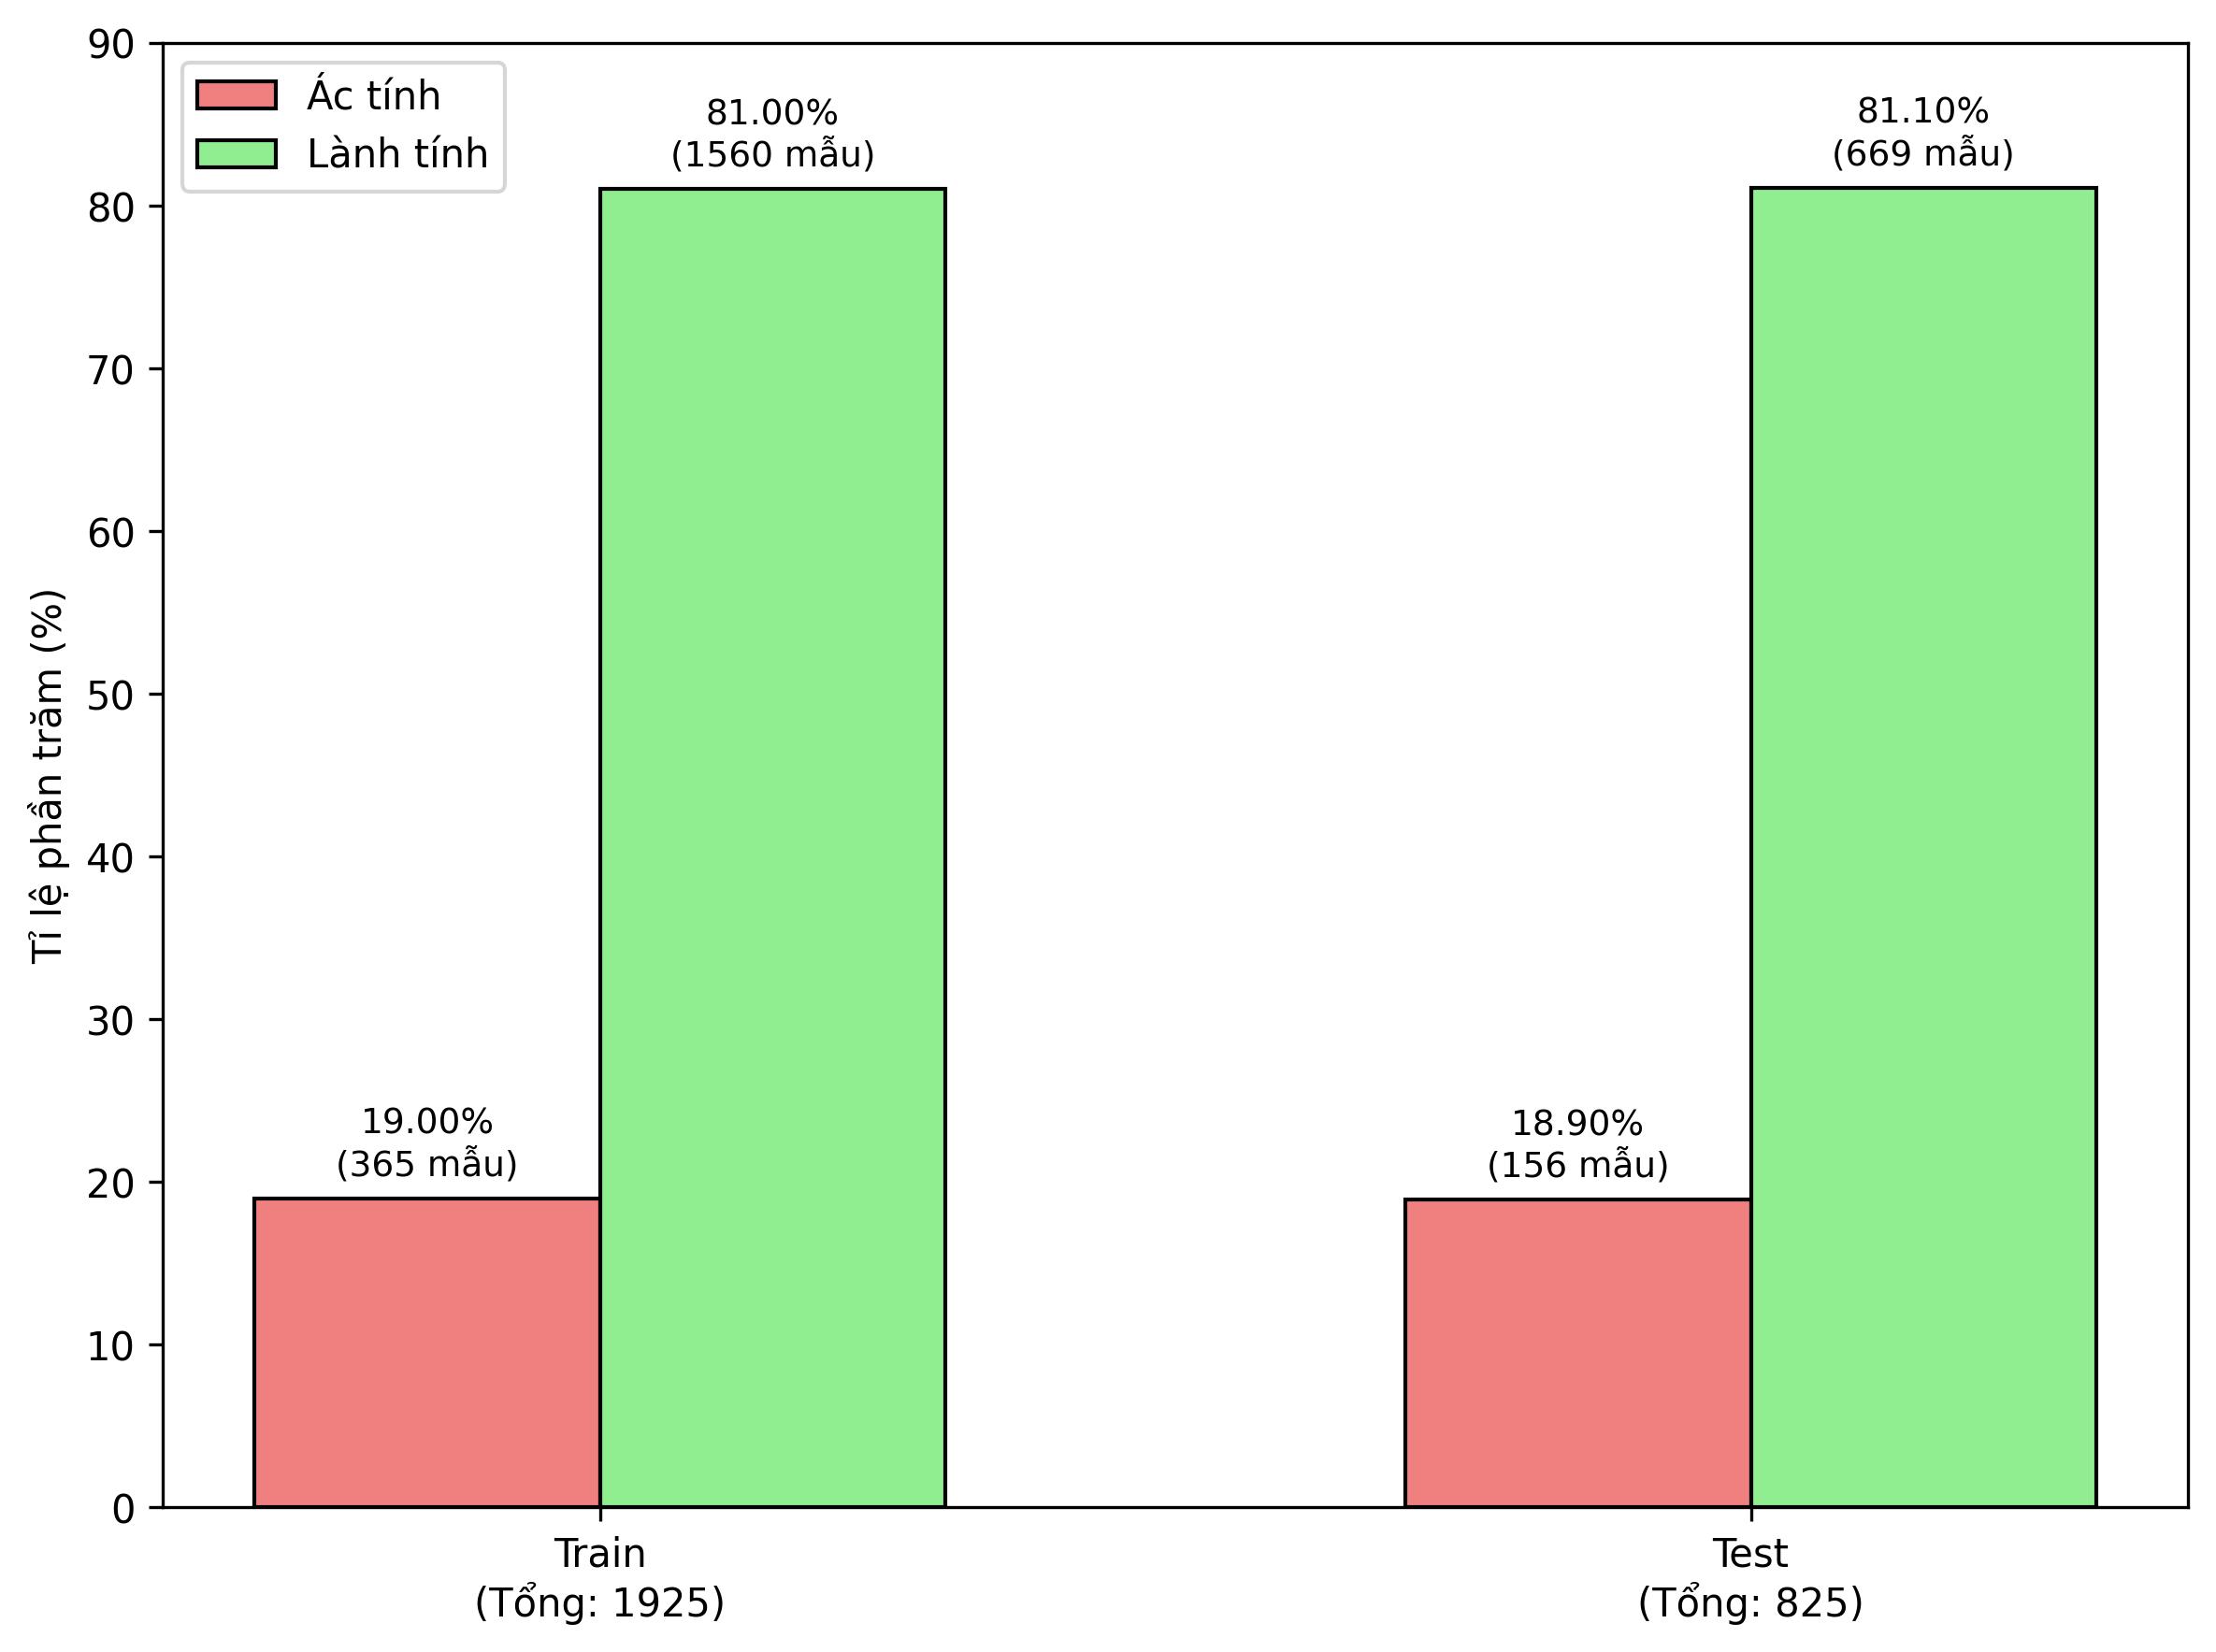 90
80
70
60
50
40
30
20
10
0
Tỉ lệ phần trăm (%)
Ác tính
Lành tính
81.00%
(1560 mẫu)
81.10%
(669 mẫu)
19.00%
(365 mẫu)
18.90%
(156 mẫu)
Train
(Tổng: 1925)
Test
(Tổng: 825)